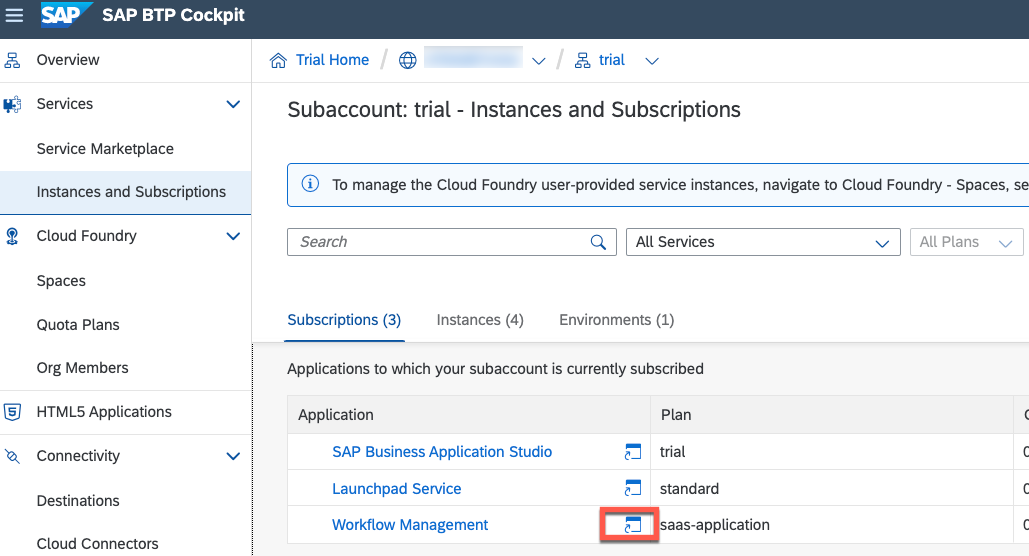 SAP SAP BTP Cockpit
Overview
Services
Service Marketplace
Instances and Subscriptions
Cloud Foundry
Spaces
Quota Plans
Org Members
HTML5 Applications
Connectivity
Destinations
Cloud Connectors
Trial Home / / trial
Subaccount: trial - Instances and Subscriptions
To manage the Cloud Foundry user-provided service instances, navigate to Cloud Foundry - Spaces, se
Search All Services All Plans
Subscriptions (3) Instances (4) Environments (1)
Applications to which your subaccount is currently subscribed
Application Plan
SAP Business Application Studio trial
Launchpad Service standard
Workflow Management saas-application